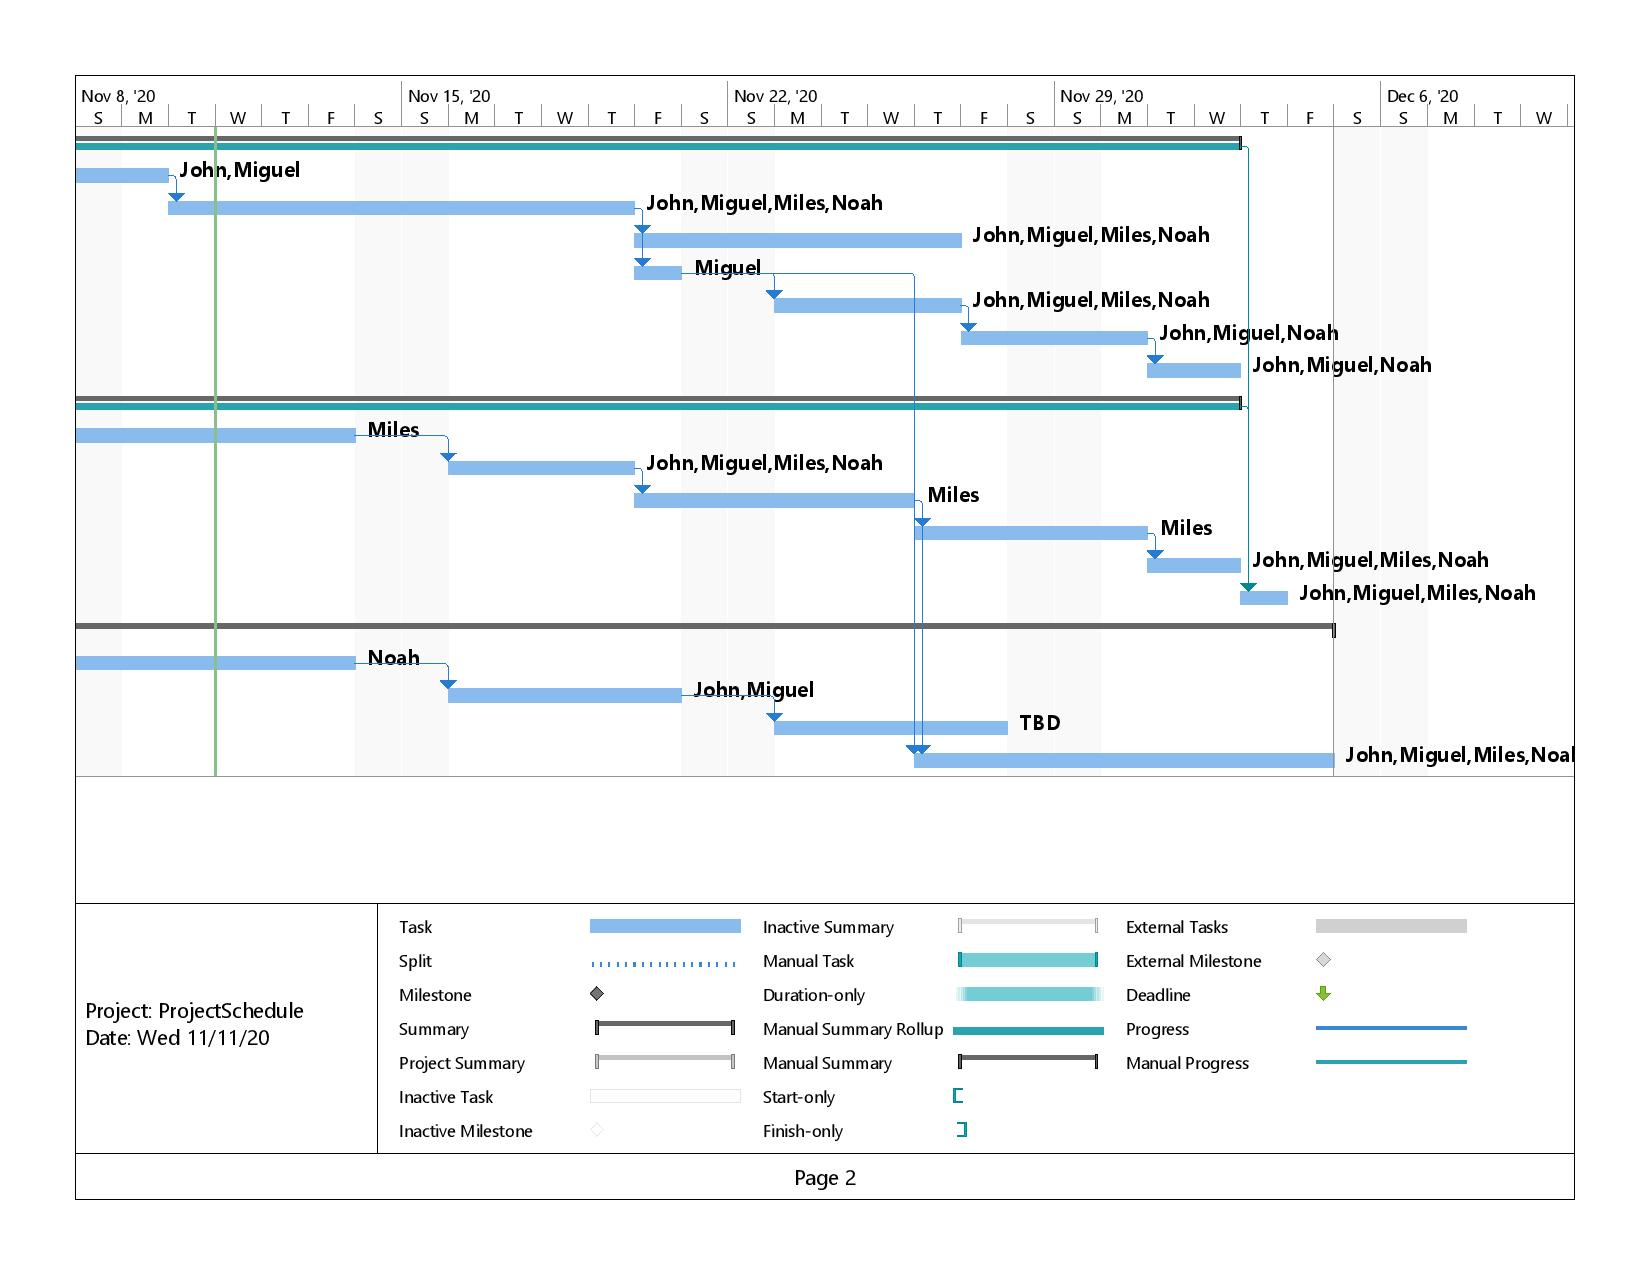 Nov 8, '20 Nov 15, '20 Nov 22, '20 Nov 29, '20 Dec 6, '20
S M T W T F S S M T W T F S S M T W T F S S M T W T F S S M T W
John,Miguel
John,Miguel,Miles,Noah
John,Miguel,Miles,Noah
Miguel
John,Miguel,Miles,Noah
John,Miguel,Noah
John,Miguel,Noah
Miles
John,Miguel,Miles,Noah
Miles
Miles
John,Miguel,Miles,Noah
John,Miguel,Miles,Noah
Noah
John,Miguel
TBD
John,Miguel,Miles,Noah
Project: ProjectSchedule
Date: Wed 11/11/20
Task
Split
Milestone
Summary
Project Summary
Inactive Task
Inactive Milestone
Inactive Summary
Manual Task
Duration-only
Manual Summary Rollup
Manual Summary
Start-only
Finish-only
External Tasks
External Milestone
Deadline
Progress
Manual Progress
Page 2